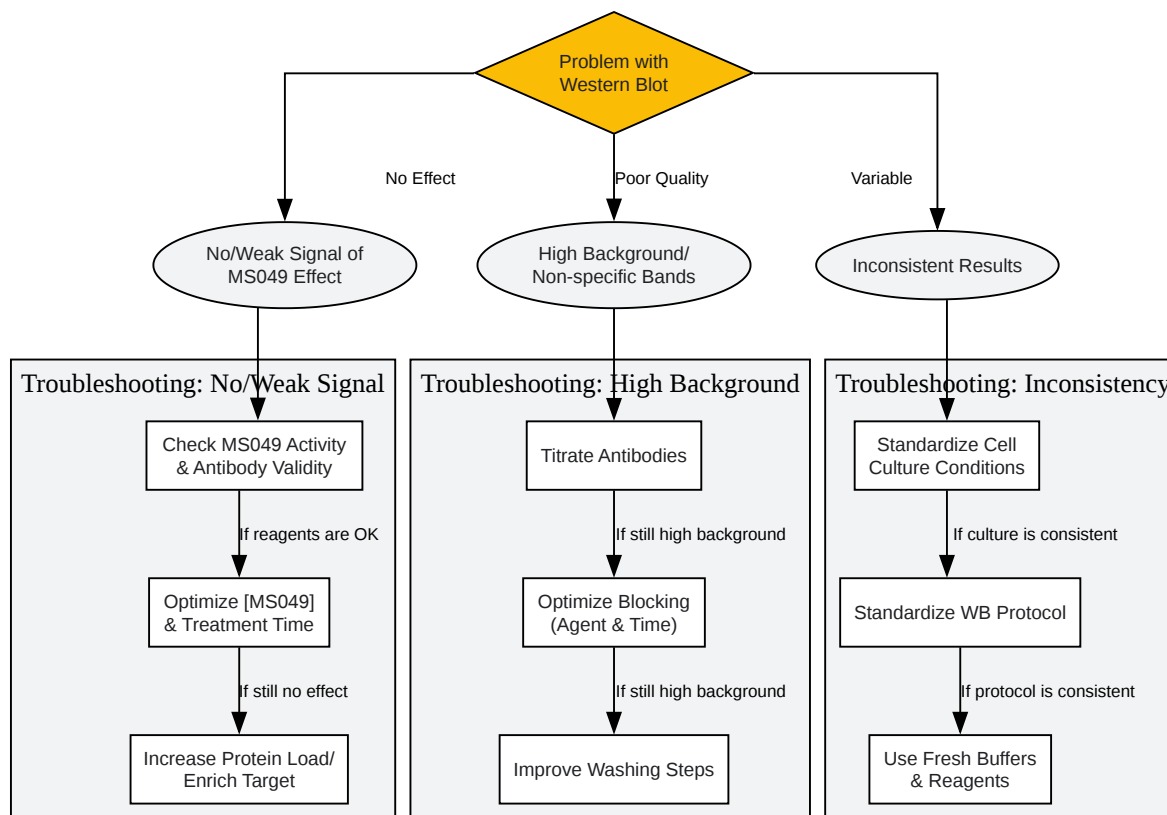 Problem with
Western Blot
No Effect
Poor Quality
Variable
No/Weak Signal of
MS049 Effect
High Background/
Non-specific Bands
Inconsistent Results
Troubleshooting: No/Weak Signal
Troubleshooting: High Background
Troubleshooting: Inconsistency
Check MS049 Activity
& Antibody Validity
Titrate Antibodies
Standardize Cell
Culture Conditions
If reagents are OK
If still high background
If culture is consistent
Optimize [MS049]
& Treatment Time
Optimize Blocking
(Agent & Time)
Standardize WB Protocol
If still no effect
If still high background
If protocol is consistent
Increase Protein Load/
Enrich Target
Improve Washing Steps
Use Fresh Buffers
& Reagents